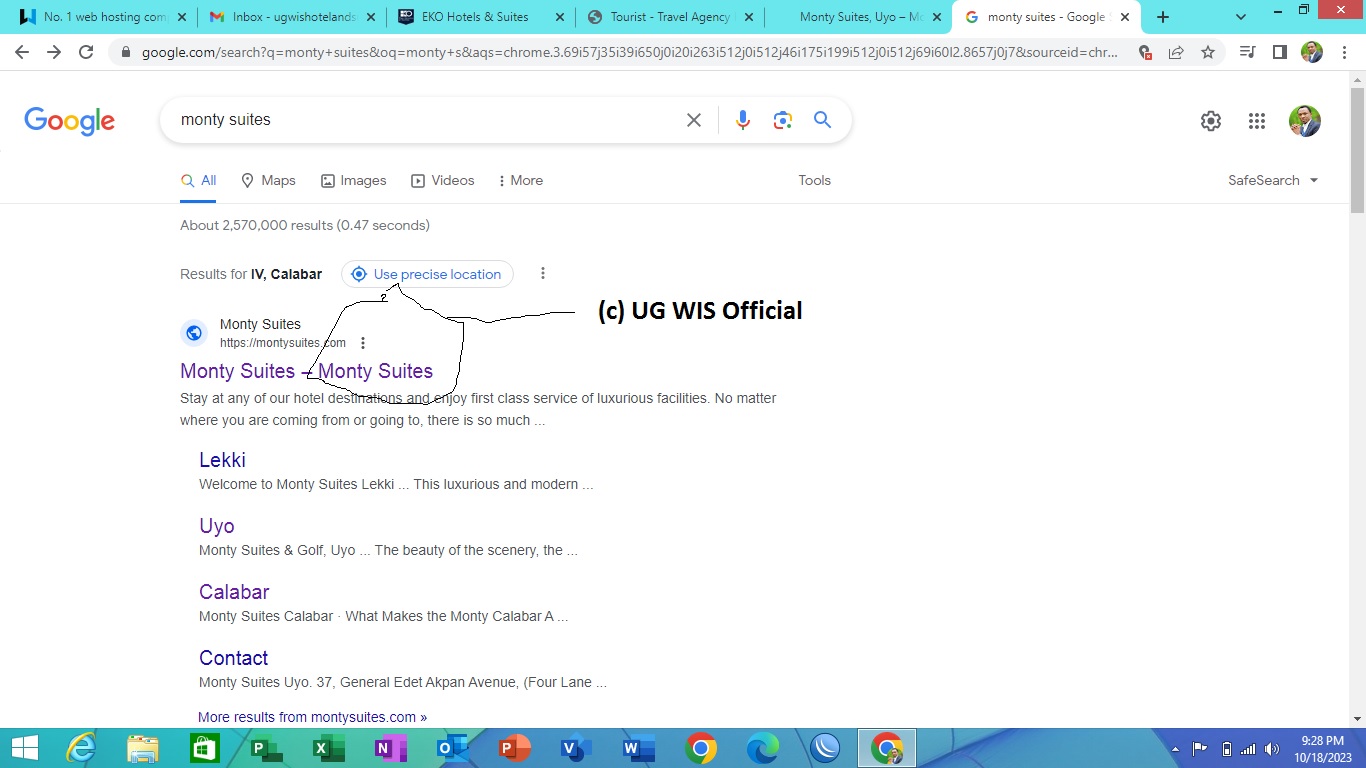 No. 1 web hosting com
Inbox - ugwishotelands
EKO Hotels & Suites
Tourist - Travel Agency
Monty Suites, Uyo – Mo
monty suites - Google S
google.com/search?q=monty+suites&oq=monty+s&aqs=chrome.3.69i57j35i39i650j0i20i263i512j0i512j46i175i199i512j0i512j69i60l2.8657j0j7&sourceid=chr...
Google
monty suites
All
Maps
Images
Videos
More
Tools
SafeSearch
About 2,570,000 results (0.47 seconds)
Results for IV, Calabar
Use precise location
?
(c) UG WIS Official
Monty Suites
https://montysuites.com
Monty Suites – Monty Suites
Stay at any of our hotel destinations and enjoy first class service of luxurious facilities. No matter
where you are coming from or going to, there is so much ...
Lekki
Welcome to Monty Suites Lekki ... This luxurious and modern ...
Uyo
Monty Suites & Golf, Uyo ... The beauty of the scenery, the ...
Calabar
Monty Suites Calabar · What Makes the Monty Calabar A ...
Contact
Monty Suites Uyo. 37, General Edet Akpan Avenue, (Four Lane ...
More results from montysuites.com »
9:28 PM
10/18/2023